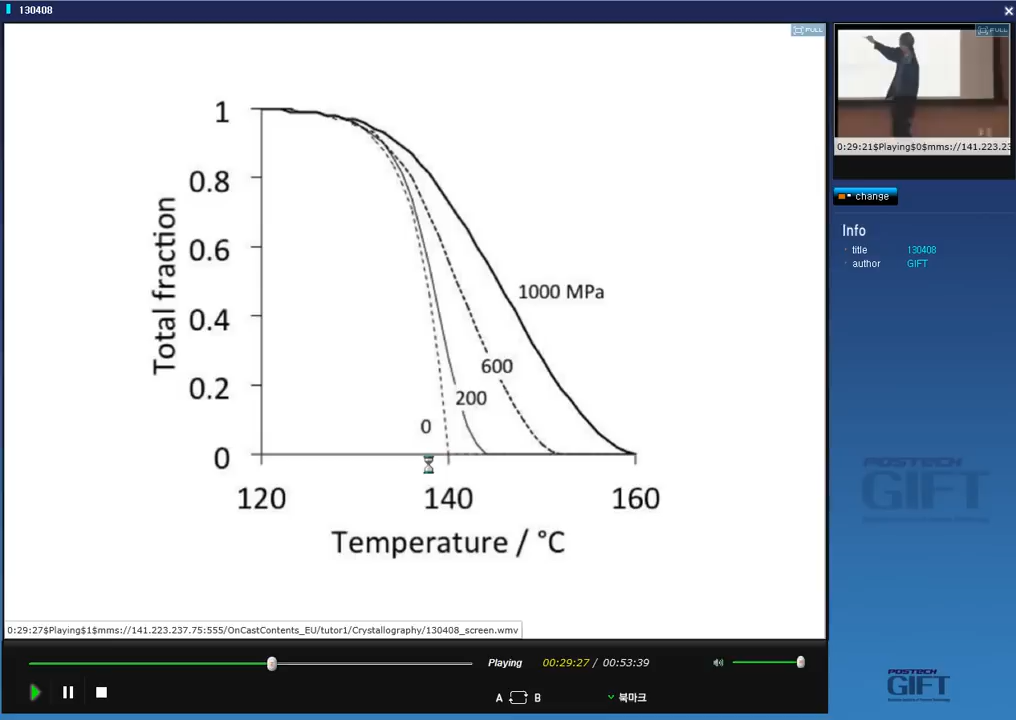 130408
FULL
FULL
1
0.8
0.6
0.4
0.2
0
Total fraction
1000 MPa
600
200
0
120
140
160
Temperature / °C
0:29:21$Playing$0$mms://141.223.23
change
Info
title 130408
author GIFT
POSTECH
GIFT
0:29:27$Playing$1$mms://141.223.237.75:555/OnCastContents_EU/tutor1/Crystallography/130408_screen.wmv
Playing 00:29:27 / 00:53:39
A B 북마크
POSTECH
GIFT